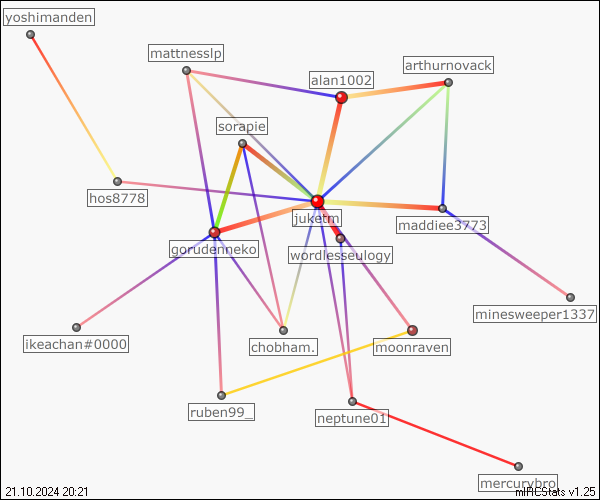 yoshimanden
mattnesslp
arthurnovack
alan1002
sorapie
hos8778
juketm
maddiee3773
gorudenneko
wordlesseulogy
minesweeper1337
ikeachan#0000
chobham.
moonraven
ruben99_
neptune01
mercurybro
21.10.2024 20:21
mIRCStats v1.25